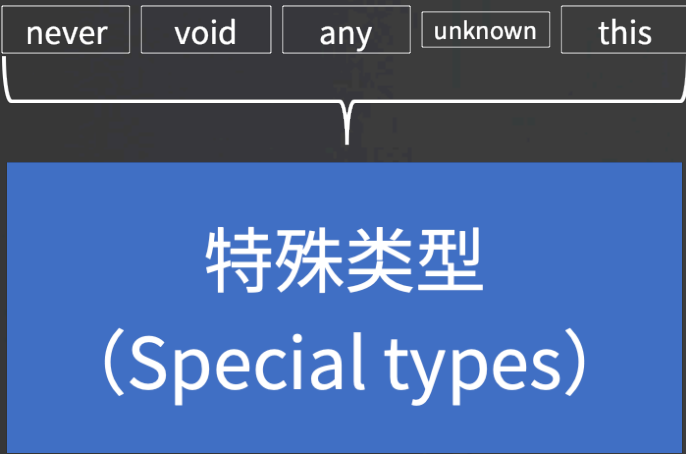 never void any unknown this
特殊类型
（Special types）